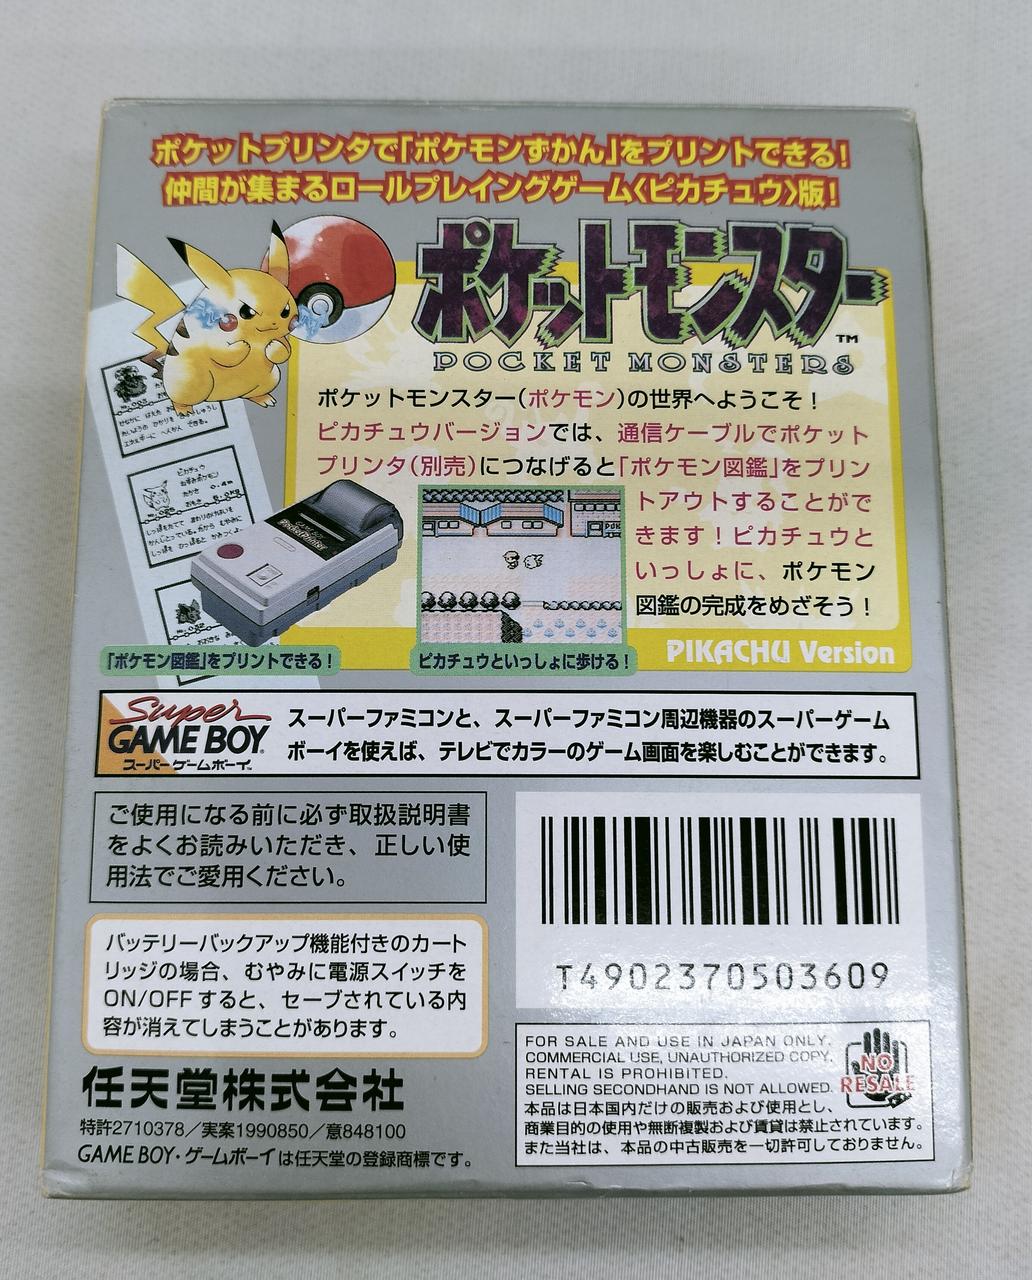 ポケットプリンタで「ポケモンずかん」をプリントできる!
仲間が集まるロールプレイングゲーム〈ピカチュウ〉版!
ポケットモンスター™
POCKET MONSTERS
ポケットモンスター(ポケモン)の世界へようこそ!
ピカチュウバージョンでは、通信ケーブルでポケット
プリンタ(別売)につなげると「ポケモン図鑑」をプリン
トアウトすることがで
きます!ピカチュウと
いっしょに、ポケモン
図鑑の完成をめざそう!
PIKACHU Version
ピカチュウ
ねずみポケモン
たかさ 0.4m
おもさ 6.0kg
「ポケモン図鑑」をプリントできる!
ピカチュウといっしょに歩ける!
Super
GAME BOY
スーパーゲームボーイ™
スーパーファミコンと、スーパーファミコン周辺機器のスーパーゲーム
ボーイを使えば、テレビでカラーのゲーム画面を楽しむことができます。
ご使用になる前に必ず取扱説明書
をよくお読みいただき、正しい使
用法でご愛用ください。
バッテリーバックアップ機能付きのカート
リッジの場合、むやみに電源スイッチを
ON/OFFすると、セーブされている内
容が消えてしまうことがあります。
任天堂株式会社
特許2710378/実案1990850/意848100
GAME BOY・ゲームボーイは任天堂の登録商標です。
T4902370503609
FOR SALE AND USE IN JAPAN ONLY.
COMMERCIAL USE, UNAUTHORIZED COPY,
RENTAL IS PROHIBITED.
SELLING SECONDHAND IS NOT ALLOWED.
NO
RESALE
本品は日本国内だけの販売および使用とし、
商業目的の使用や無断複製および賃貸は禁止されています。
また当社は、本品の中古販売を一切許可しておりません。